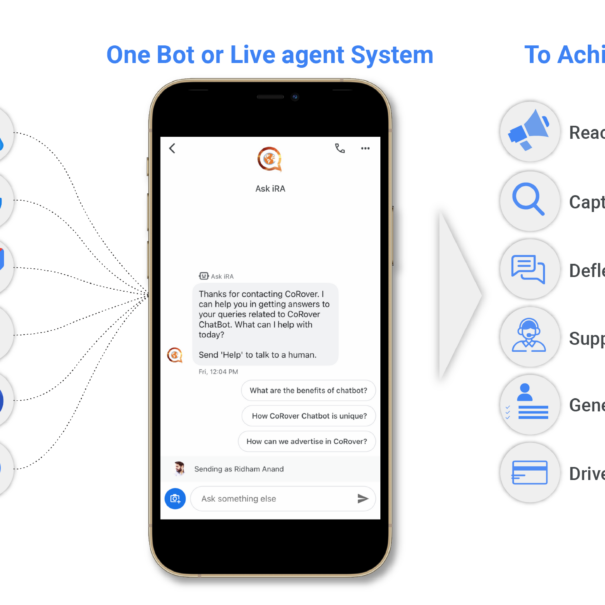 One Bot or Live agent System
To Achi
Ask iRA
Ask iRA
Thanks for contacting CoRover. I
can help you in getting answers to
your queries related to CoRover
ChatBot. What can I help with
today?
Send 'Help' to talk to a human.
Fri, 12:04 PM
What are the benefits of chatbot?
How CoRover Chatbot is unique?
How can we advertise in CoRover?
Sending as Ridham Anand
Ask something else
Reac
Capt
Defle
Supp
Gene
Drive